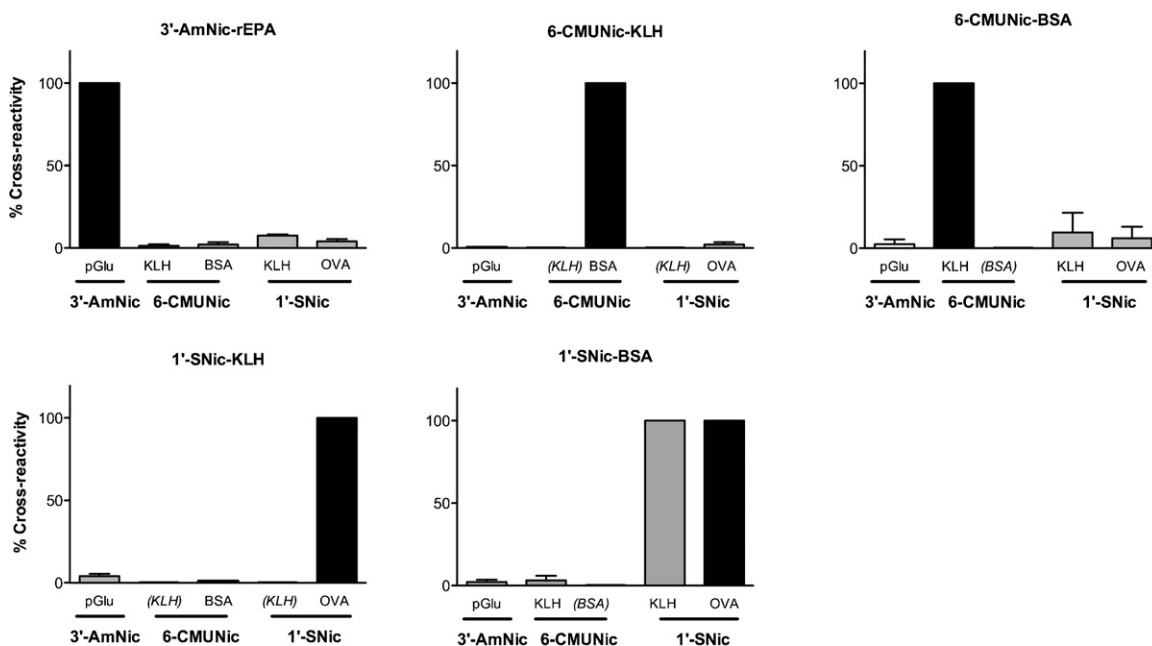 3'-AmNic-rEPA
% Cross-reactivity
100
50
0
pGlu KLH BSA KLH OVA
3'-AmNic 6-CMUNic 1'-SNic
6-CMUNic-KLH
100
50
0
pGlu (KLH) BSA (KLH) OVA
3'-AmNic 6-CMUNic 1'-SNic
6-CMUNic-BSA
100
50
0
pGlu KLH (BSA) KLH OVA
3'-AmNic 6-CMUNic 1'-SNic
1'-SNic-KLH
% Cross-reactivity
100
50
0
pGlu (KLH) BSA (KLH) OVA
3'-AmNic 6-CMUNic 1'-SNic
1'-SNic-BSA
100
50
0
pGlu KLH (BSA) KLH OVA
3'-AmNic 6-CMUNic 1'-SNic